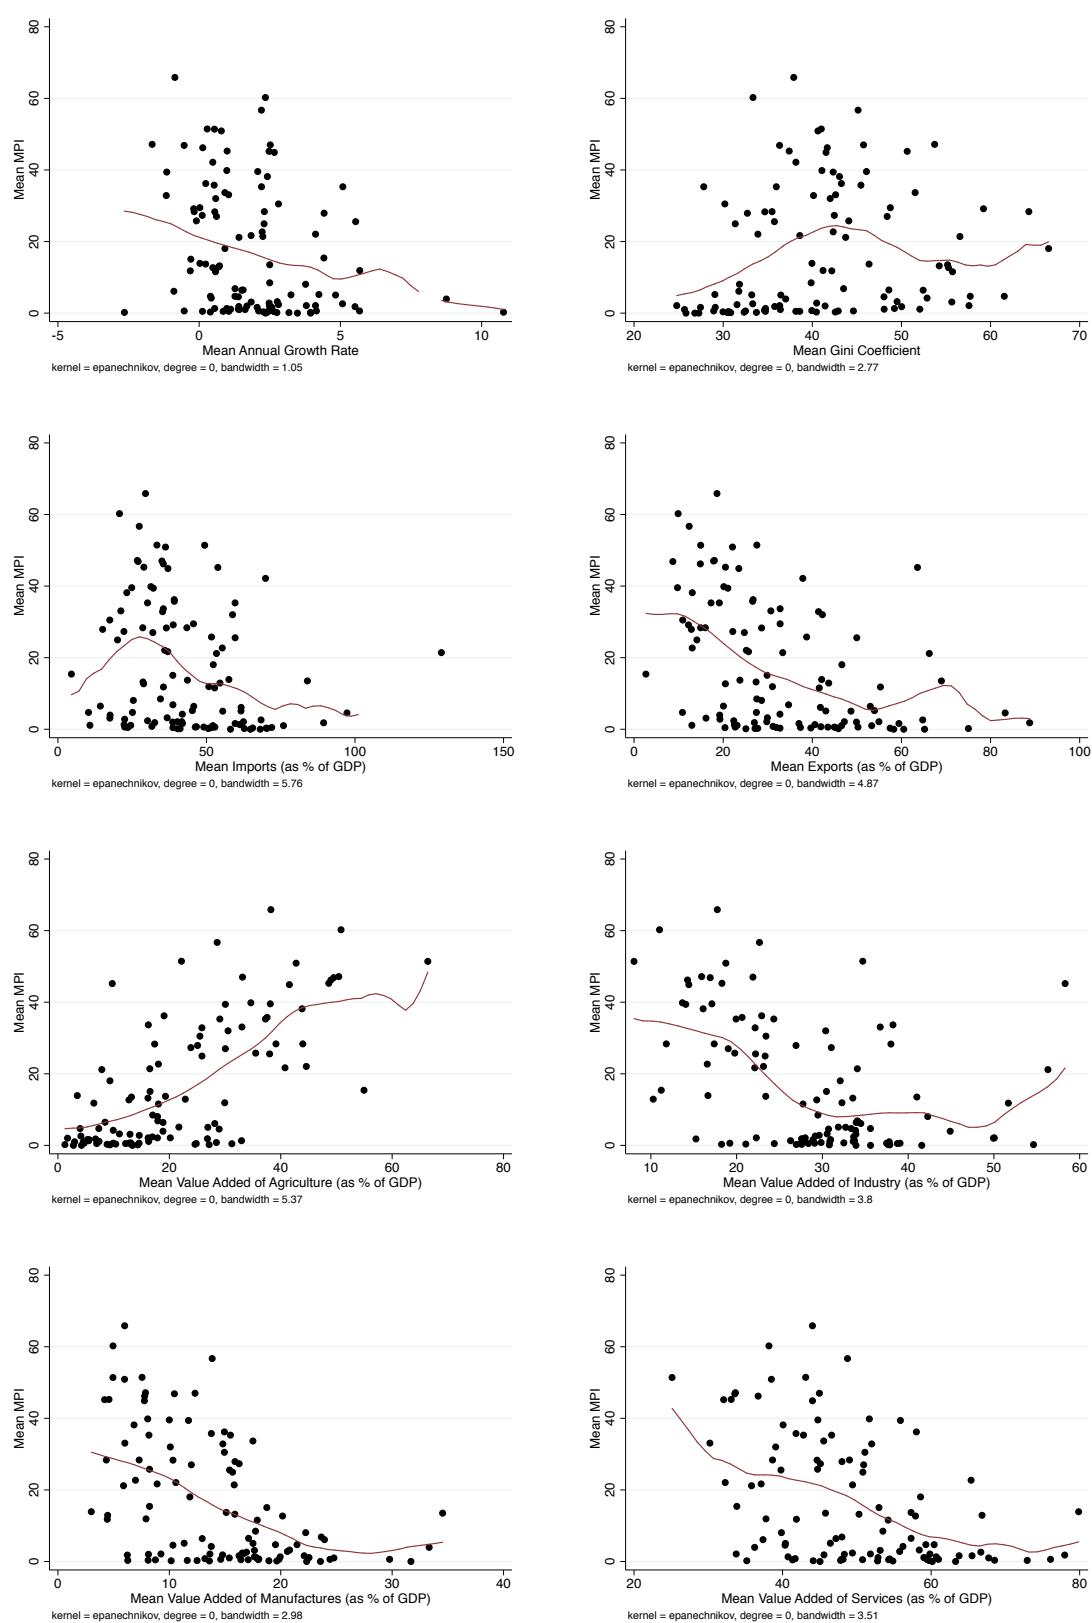 80
60
40
20
0
Mean MPI
-5 0 5 10
Mean Annual Growth Rate
kernel = epanechnikov, degree = 0, bandwidth = 1.05
80
60
40
20
0
Mean MPI
20 30 40 50 60 70
Mean Gini Coefficient
kernel = epanechnikov, degree = 0, bandwidth = 2.77
80
60
40
20
0
Mean MPI
0 50 100 150
Mean Imports (as % of GDP)
kernel = epanechnikov, degree = 0, bandwidth = 5.76
80
60
40
20
0
Mean MPI
0 20 40 60 80 100
Mean Exports (as % of GDP)
kernel = epanechnikov, degree = 0, bandwidth = 4.87
80
60
40
20
0
Mean MPI
0 20 40 60 80
Mean Value Added of Agriculture (as % of GDP)
kernel = epanechnikov, degree = 0, bandwidth = 5.37
80
60
40
20
0
Mean MPI
10 20 30 40 50 60
Mean Value Added of Industry (as % of GDP)
kernel = epanechnikov, degree = 0, bandwidth = 3.8
80
60
40
20
0
Mean MPI
0 10 20 30 40
Mean Value Added of Manufactures (as % of GDP)
kernel = epanechnikov, degree = 0, bandwidth = 2.98
80
60
40
20
0
Mean MPI
20 40 60 80
Mean Value Added of Services (as % of GDP)
kernel = epanechnikov, degree = 0, bandwidth = 3.51